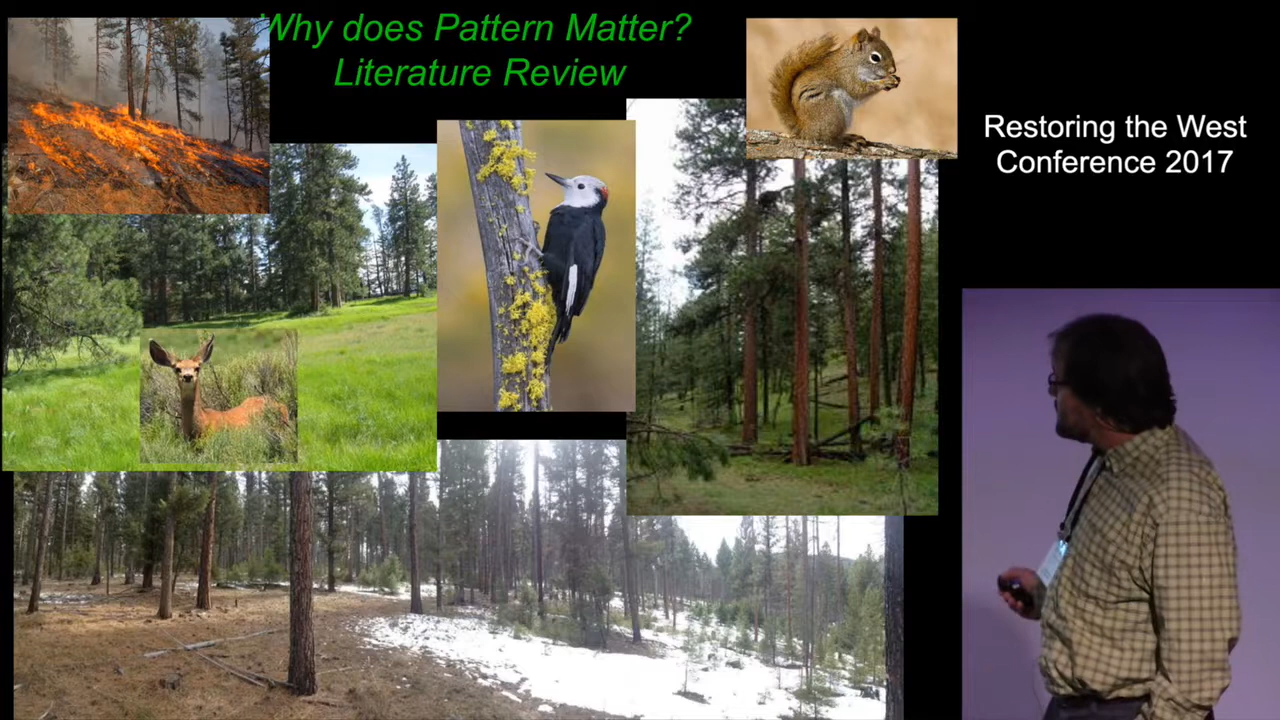 Why does Pattern Matter?
Literature Review
Restoring the West
Conference 2017